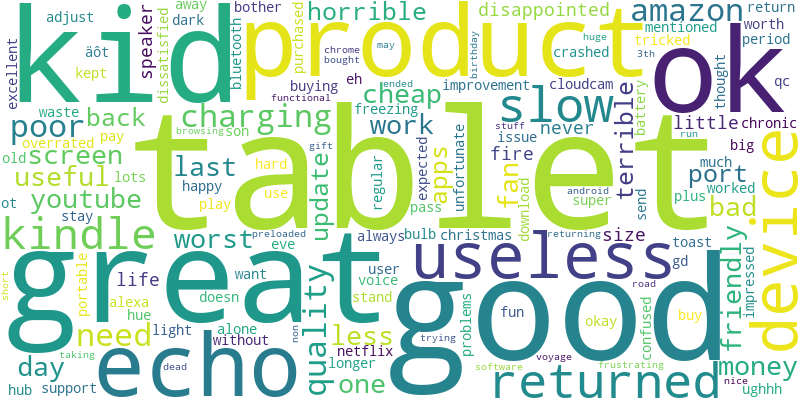 kid
product
ok
tablet
great
good
echo
useless
returned
device
kindle
slow
amazon
horrible
disappointed
return
worth
period
mentioned
tricked
crashed
3th
huge
birthday
may
chrome
bought
ended
functional
purchased
bother
away
dark
bluetooth
dissatisfied
speaker
adjust
äôt
kept
excellent
waste
poor
back
charging
buying
eh
cheap
freezing
improvement
cloudcam
issue
never
terrible
battery
thought
qc
little
chronic
big
overrated
pay
browsing
son
old
screen
useful
lots
last
work
update
gift
hard
use
play
happy
regular
expected
unfortunate
stuff
fire
apps
fan
android
super
send
port
plus
much
worked
run
bad
ot
youtube
stay
pass
download
size
toast
friendly
impressed
worst
preloaded
eve
always
bulb
christmas
returning
gd
life
portable
doesn
want
user
voice
stand
need
alexa
hue
light
alone
without
quality
less
netflix
longer
problems
trying
fun
okay
road
confused
buy
money
short
taking
day
hub
support
dead
non
one
software
voyage
frustrating
nice
ughhh